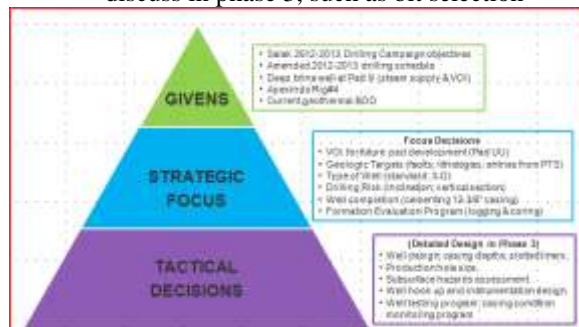 discuss in phase 3, such as bit selection
GIVENS
• Salak 2012-2013 Drilling Campaign objectives
• Amended 2012-2013 drilling schedule
• Deep brine well at Pad 9 (steam supply & VOI)
• Apexindo Rig#4
• Current geothermal BOD
STRATEGIC
FOCUS
Focus Decisions
• VOI for future pad development (Pad UU)
• Geologic Targets (faults, lithologies, entries from PTS)
• Type of Well (standard,
• Drilling Risk (inclination, vertical section)
• Well completion (cementing 13-3/8" casing)
• Formation Evaluation Program (logging & coring)
TACTICAL
DECISIONS
(Detailed Design in Phase 3)
• Well design, casing depths, slotted liners,
• Production hole size,
• Subsurface hazards assessment
• Well hook up and instrumentation design
• Well testing program, casing condition
monitoring program